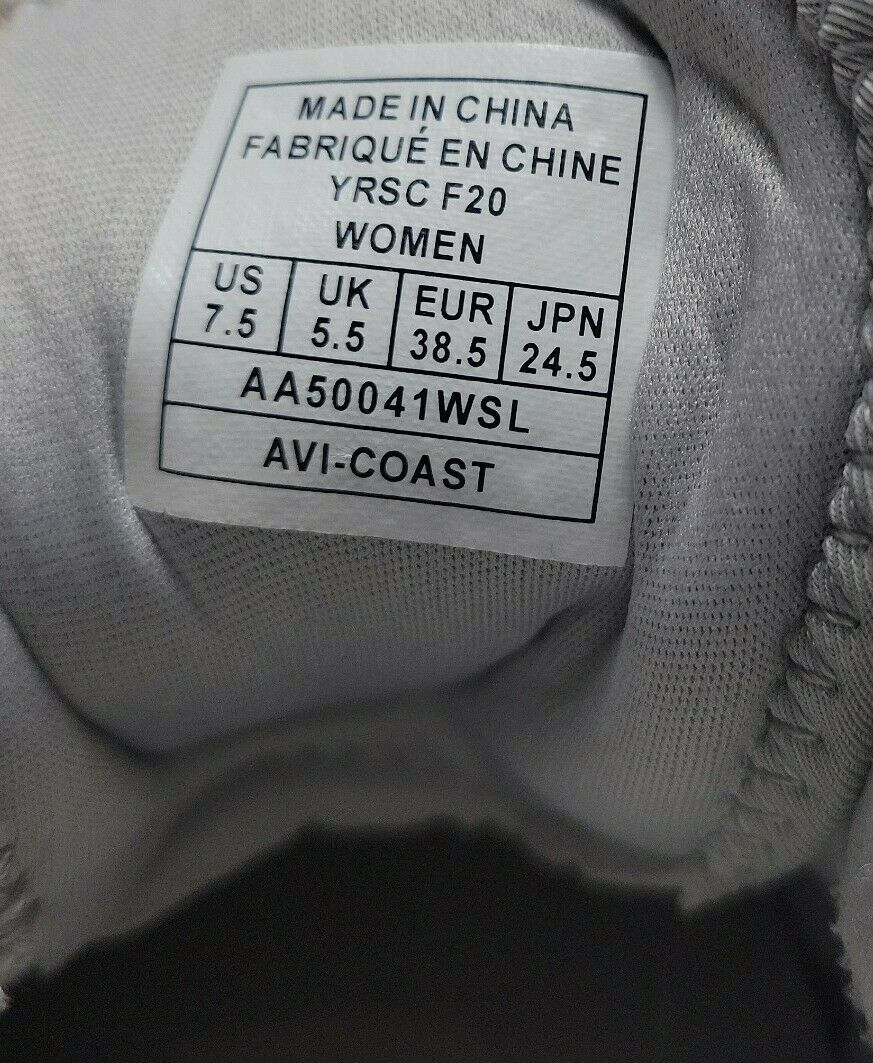 MADE IN CHINA
FABRIQUÉ EN CHINE
YRSC F20
WOMEN
US UK EUR JPN
7.5 5.5 38.5 24.5
AA50041WSL
AVI-COAST